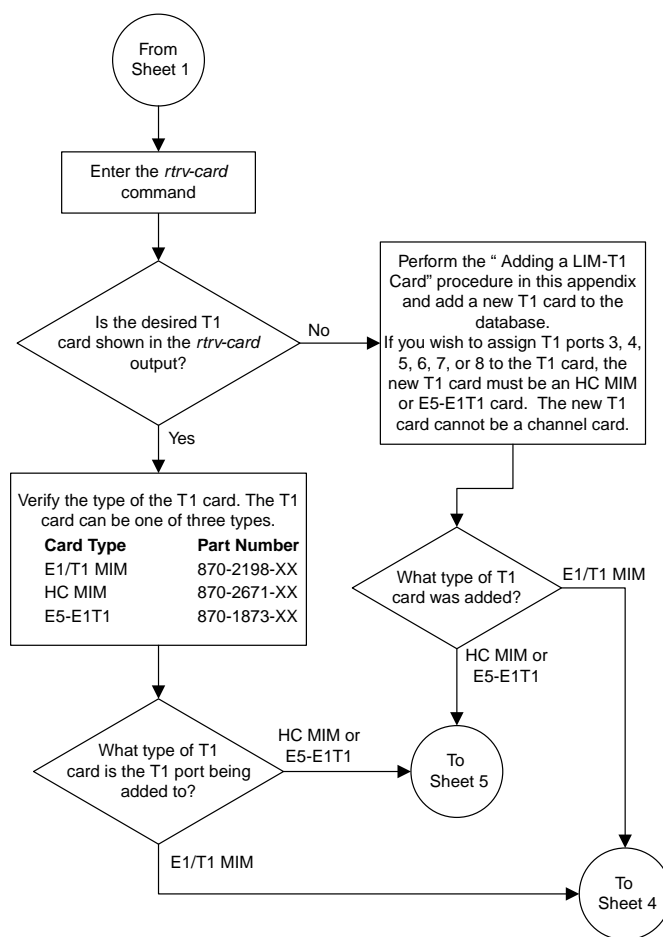 From
Sheet 1
Enter the rtrv-card
command
Is the desired T1
card shown in the rtrv-card
output?
No
Yes
Perform the “ Adding a LIM-T1
Card” procedure in this appendix
and add a new T1 card to the
database.
If you wish to assign T1 ports 3, 4,
5, 6, 7, or 8 to the T1 card, the
new T1 card must be an HC MIM
or E5-E1T1 card.  The new T1
card cannot be a channel card.
Verify the type of the T1 card. The T1
card can be one of three types.
Card Type Part Number
E1/T1 MIM 870-2198-XX
HC MIM 870-2671-XX
E5-E1T1 870-1873-XX
What type of T1
card was added?
E1/T1 MIM
HC MIM or
E5-E1T1
What type of T1
card is the T1 port being
added to?
HC MIM or
E5-E1T1
To
Sheet 5
E1/T1 MIM
To
Sheet 4